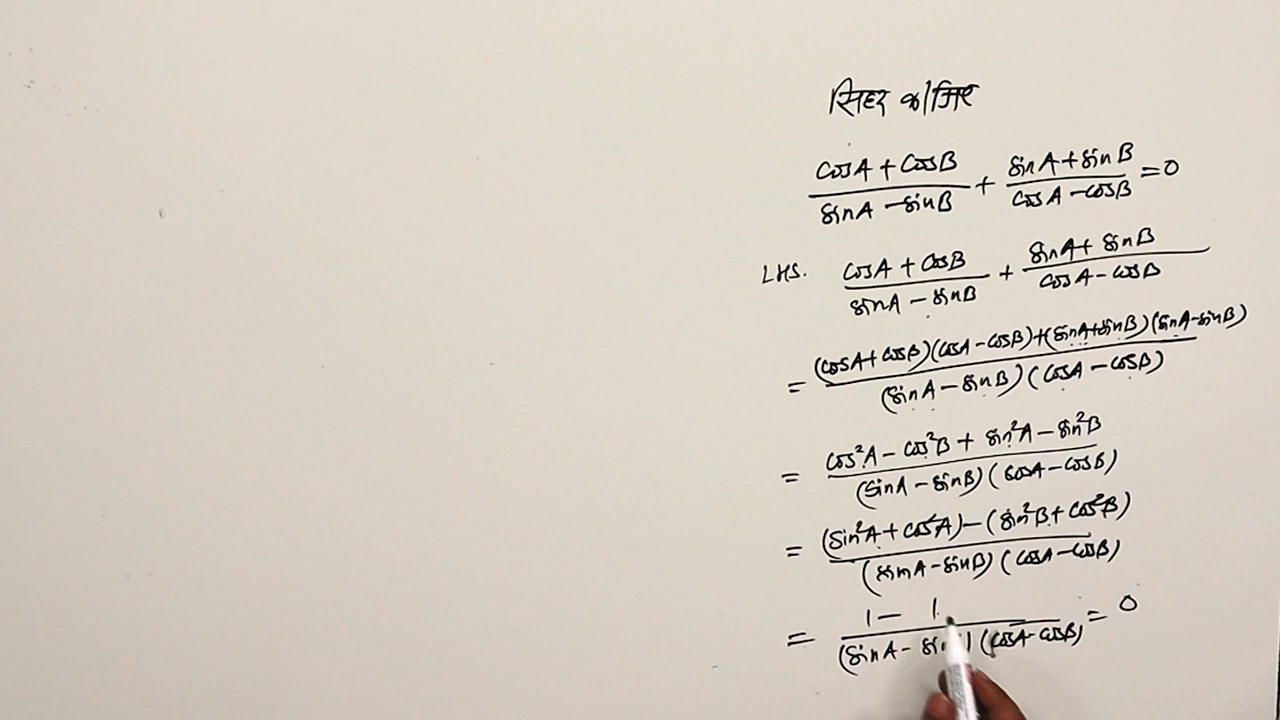 सिद्ध कीजिए
cosA + cosB / sinA - sinB + sinA + sinB / cosA - cosB = 0
LHS. cosA + cosB / sinA - sinB + sinA + sinB / cosA - cosB
= (cosA + cosB)(cosA - cosB) + (sinA + sinB)(sinA - sinB) / (sinA - sinB)(cosA - cosB)
= cos²A - cos²B + sin²A - sin²B / (sinA - sinB)(cosA - cosB)
= (sin²A + cos²A) - (sin²B + cos²B) / (sinA - sinB)(cosA - cosB)
= 1 - 1 / (sinA - sin) (cosA - cosB) = 0